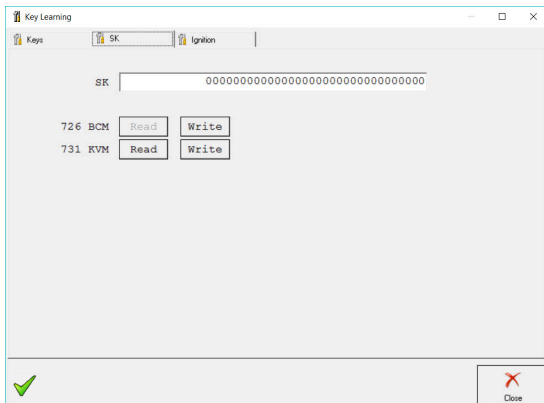 Key Learning
Keys SK Ignition
SK 00000000000000000000000000000000
726 BCM Read Write
731 KVM Read Write
Close